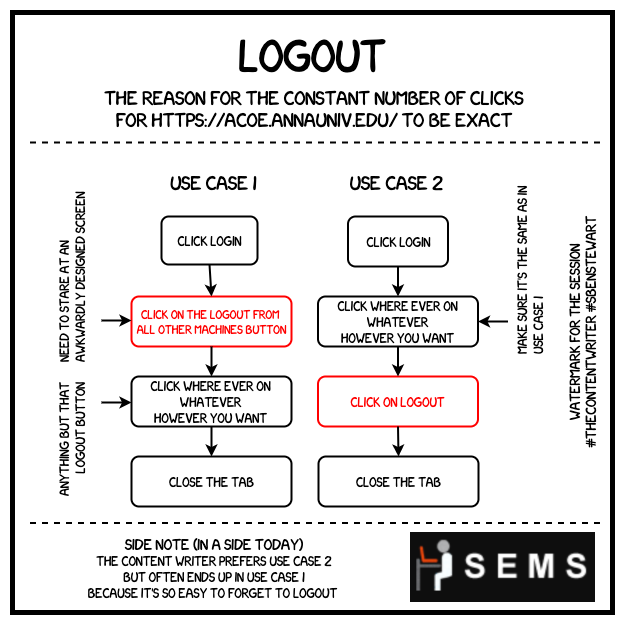 LOGOUT
THE REASON FOR THE CONSTANT NUMBER OF CLICKS
FOR HTTPS://ACOE.ANNAUNIV.EDU/ TO BE EXACT
USE CASE 1
CLICK LOGIN
NEED TO STARE AT AN
AWKWARDLY DESIGNED SCREEN
CLICK ON THE LOGOUT FROM
ALL OTHER MACHINES BUTTON
ANYTHING BUT THAT
LOGOUT BUTTON
CLICK WHERE EVER ON
WHATEVER
HOWEVER YOU WANT
CLOSE THE TAB
USE CASE 2
CLICK LOGIN
CLICK WHERE EVER ON
WHATEVER
HOWEVER YOU WANT
MAKE SURE IT'S THE SAME AS IN
USE CASE 1
CLICK ON LOGOUT
CLOSE THE TAB
WATERMARK FOR THE SESSION
#THECONTENTWRITER #SBENSTEWART
SIDE NOTE (IN A SIDE TODAY)
THE CONTENT WRITER PREFERS USE CASE 2
BUT OFTEN ENDS UP IN USE CASE 1
BECAUSE IT'S SO EASY TO FORGET TO LOGOUT
SEMS